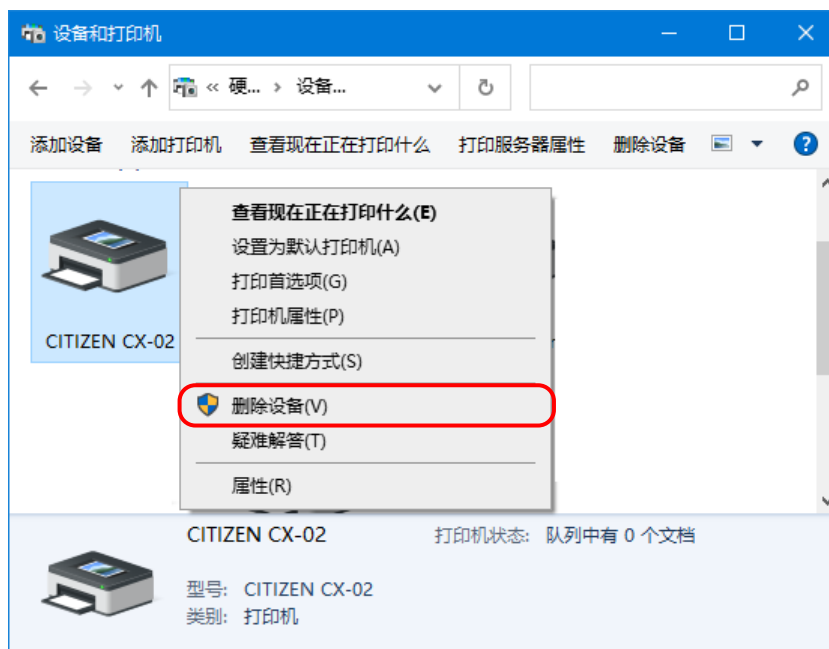 设备和打印机
« 硬... › 设备...
添加设备 添加打印机 查看现在正在打印什么 打印服务器属性 删除设备
查看现在正在打印什么(E)
设置为默认打印机(A)
打印首选项(G)
打印机属性(P)
CITIZEN CX-02
创建快捷方式(S)
删除设备(V)
疑难解答(T)
属性(R)
CITIZEN CX-02 打印机状态: 队列中有 0 个文档
型号: CITIZEN CX-02
类别: 打印机